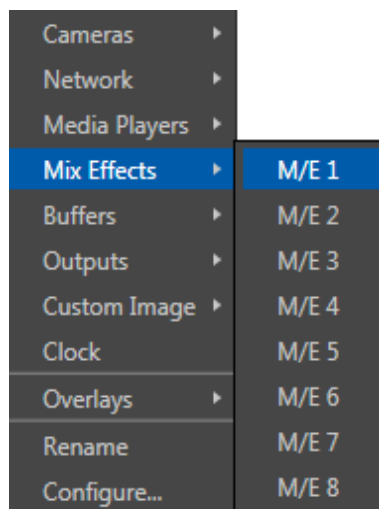 Cameras
Network
Media Players
Mix Effects
Buffers
Outputs
Custom Image
Clock
Overlays
Rename
Configure...
M/E 1
M/E 2
M/E 3
M/E 4
M/E 5
M/E 6
M/E 7
M/E 8